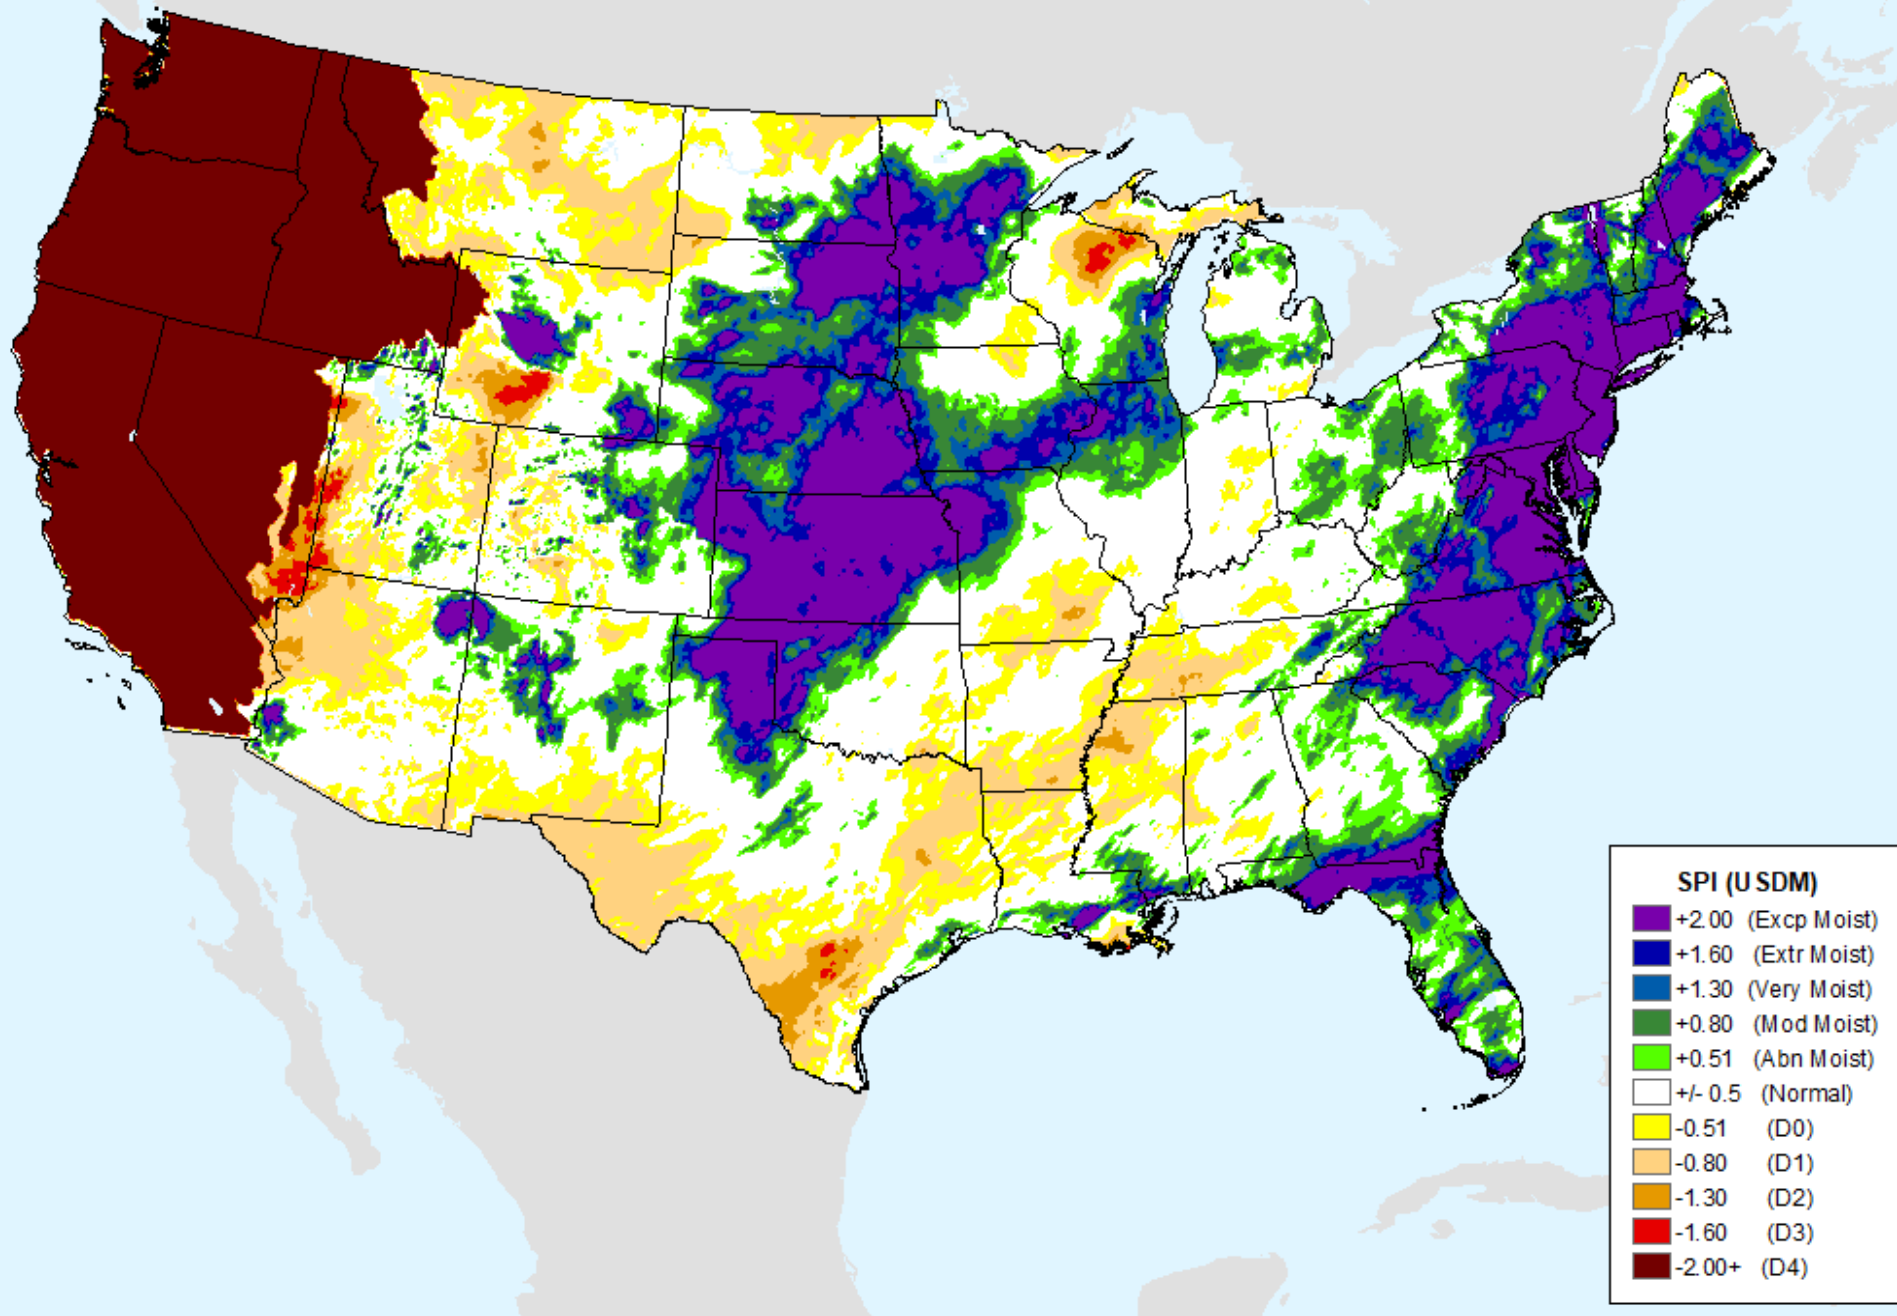 SPI (USDM)
+2.00 (Excp Moist)
+1.60 (Extr Moist)
+1.30 (Very Moist)
+0.80 (Mod Moist)
+0.51 (Abn Moist)
+/- 0.5 (Normal)
-0.51 (D0)
-0.80 (D1)
-1.30 (D2)
-1.60 (D3)
-2.00+ (D4)